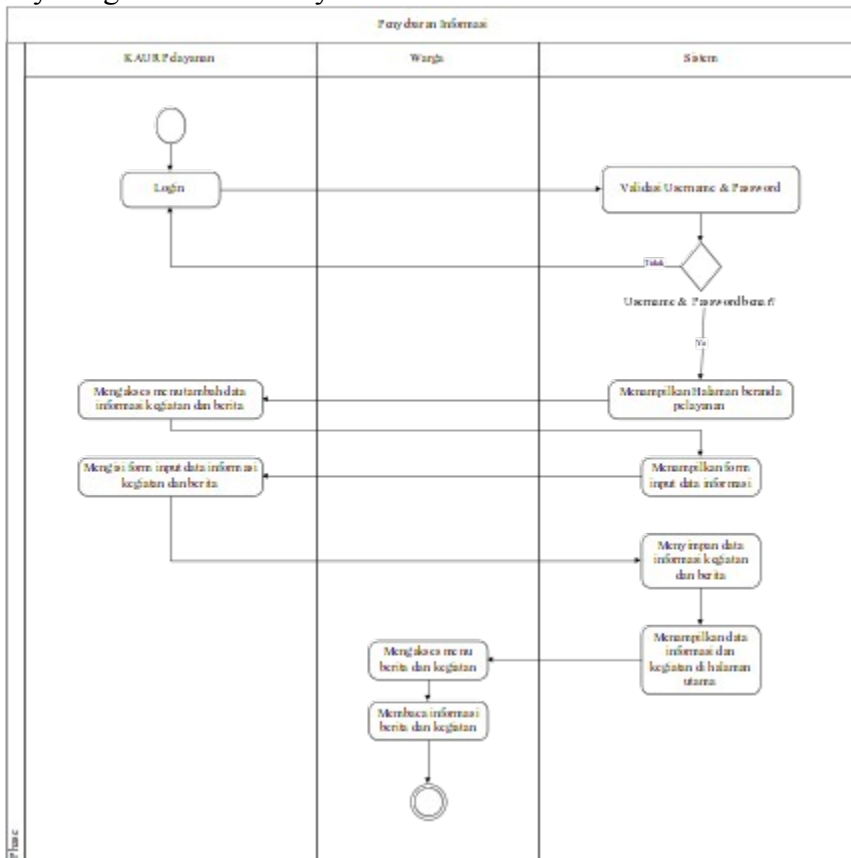 Penyebaran Informasi
KAUR Pelayanan
Warga
Sistem
Login
Validasi Username & Password
Tidak
Username & Password benar?
Ya
Mengakses menu tambah data
informasi kegiatan dan berita
Menampilkan Halaman beranda
pelayanan
Mengisi form input data informasi
kegiatan dan berita
Menampilkan form
input data informasi
Menyimpan data
informasi kegiatan
dan berita
Menampilkan data
informasi dan
kegiatan di halaman
utama
Mengakses menu
berita dan kegiatan
Membaca informasi
berita dan kegiatan
Phase